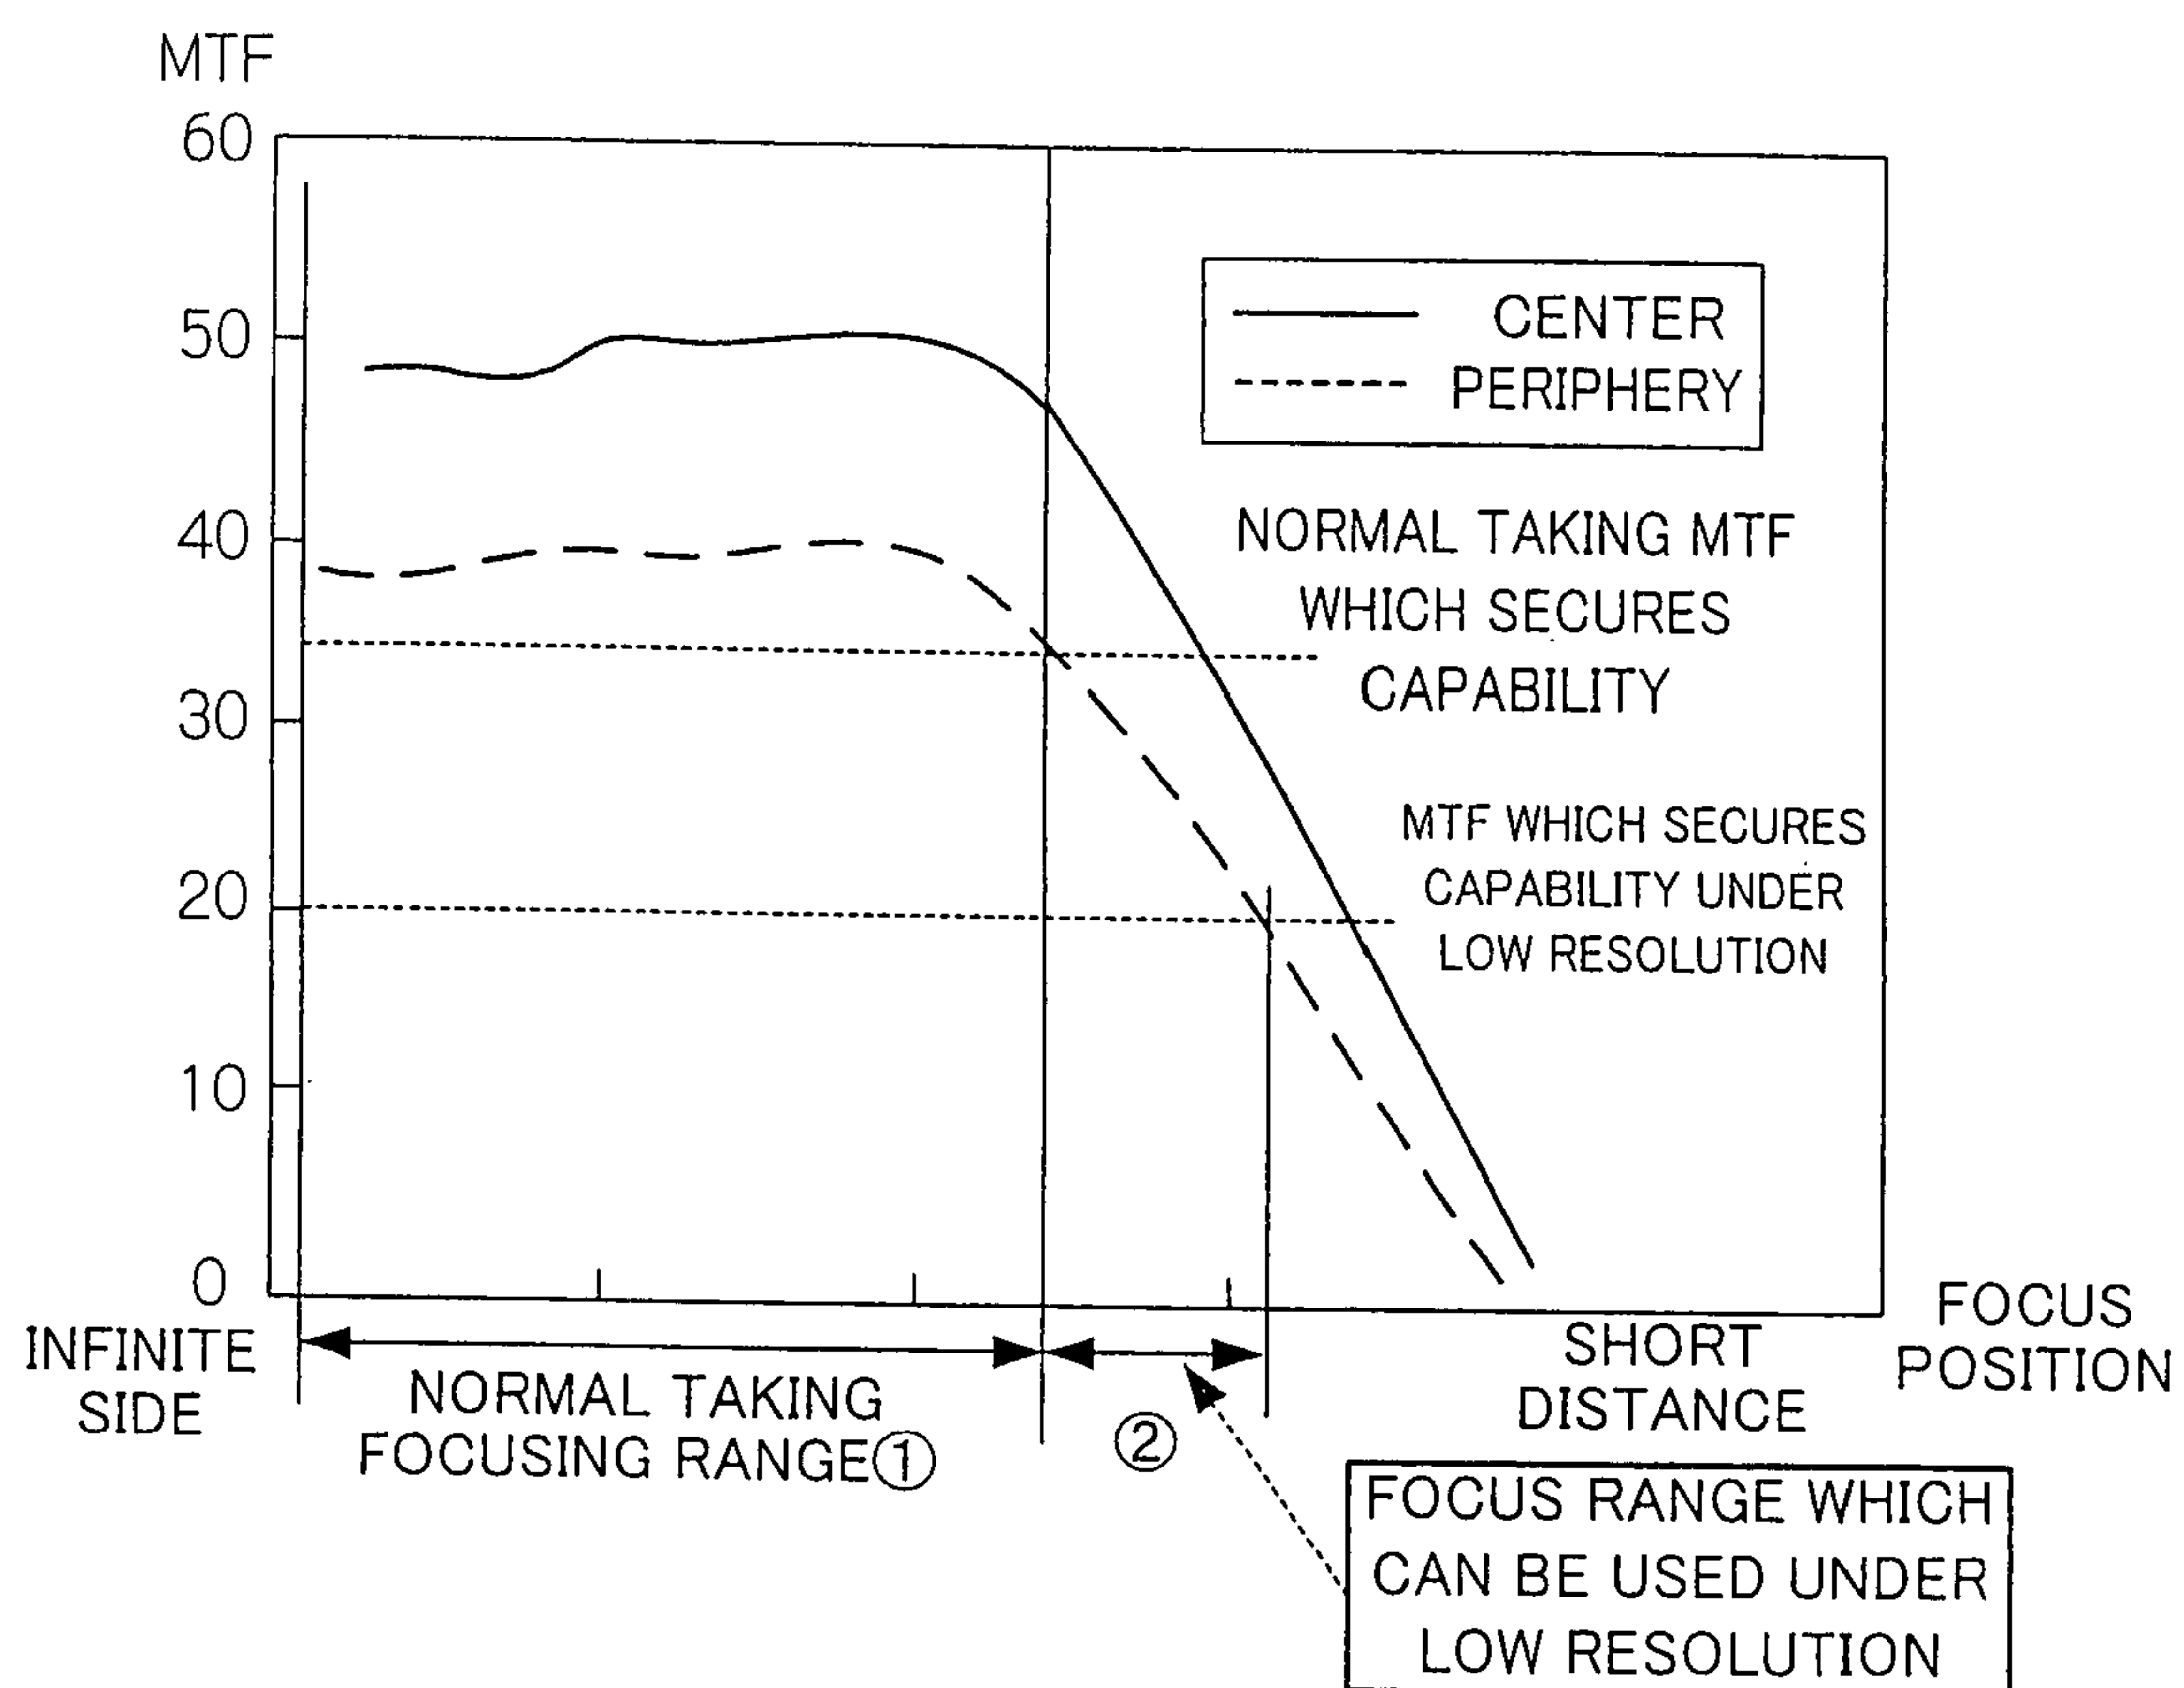 MTF
60
50
40
30
20
10
0
CENTER
PERIPHERY
NORMAL TAKING MTF
WHICH SECURES
CAPABILITY
MTF WHICH SECURES
CAPABILITY UNDER
LOW RESOLUTION
INFINITE
SIDE
NORMAL TAKING
FOCUSING RANGE①
②
SHORT
DISTANCE
FOCUS
POSITION
FOCUS RANGE WHICH
CAN BE USED UNDER
LOW RESOLUTION